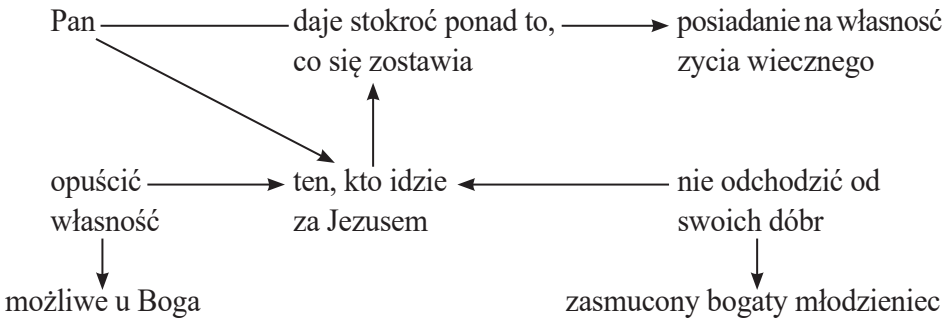 Pan
daje stokroć ponad to,
co się zostawia
posiadanie na własnosć
zycia wiecznego
opuścić
własność
ten, kto idzie
za Jezusem
nie odchodzić od
swoich dóbr
możliwe u Boga
zasmucony bogaty młodzieniec